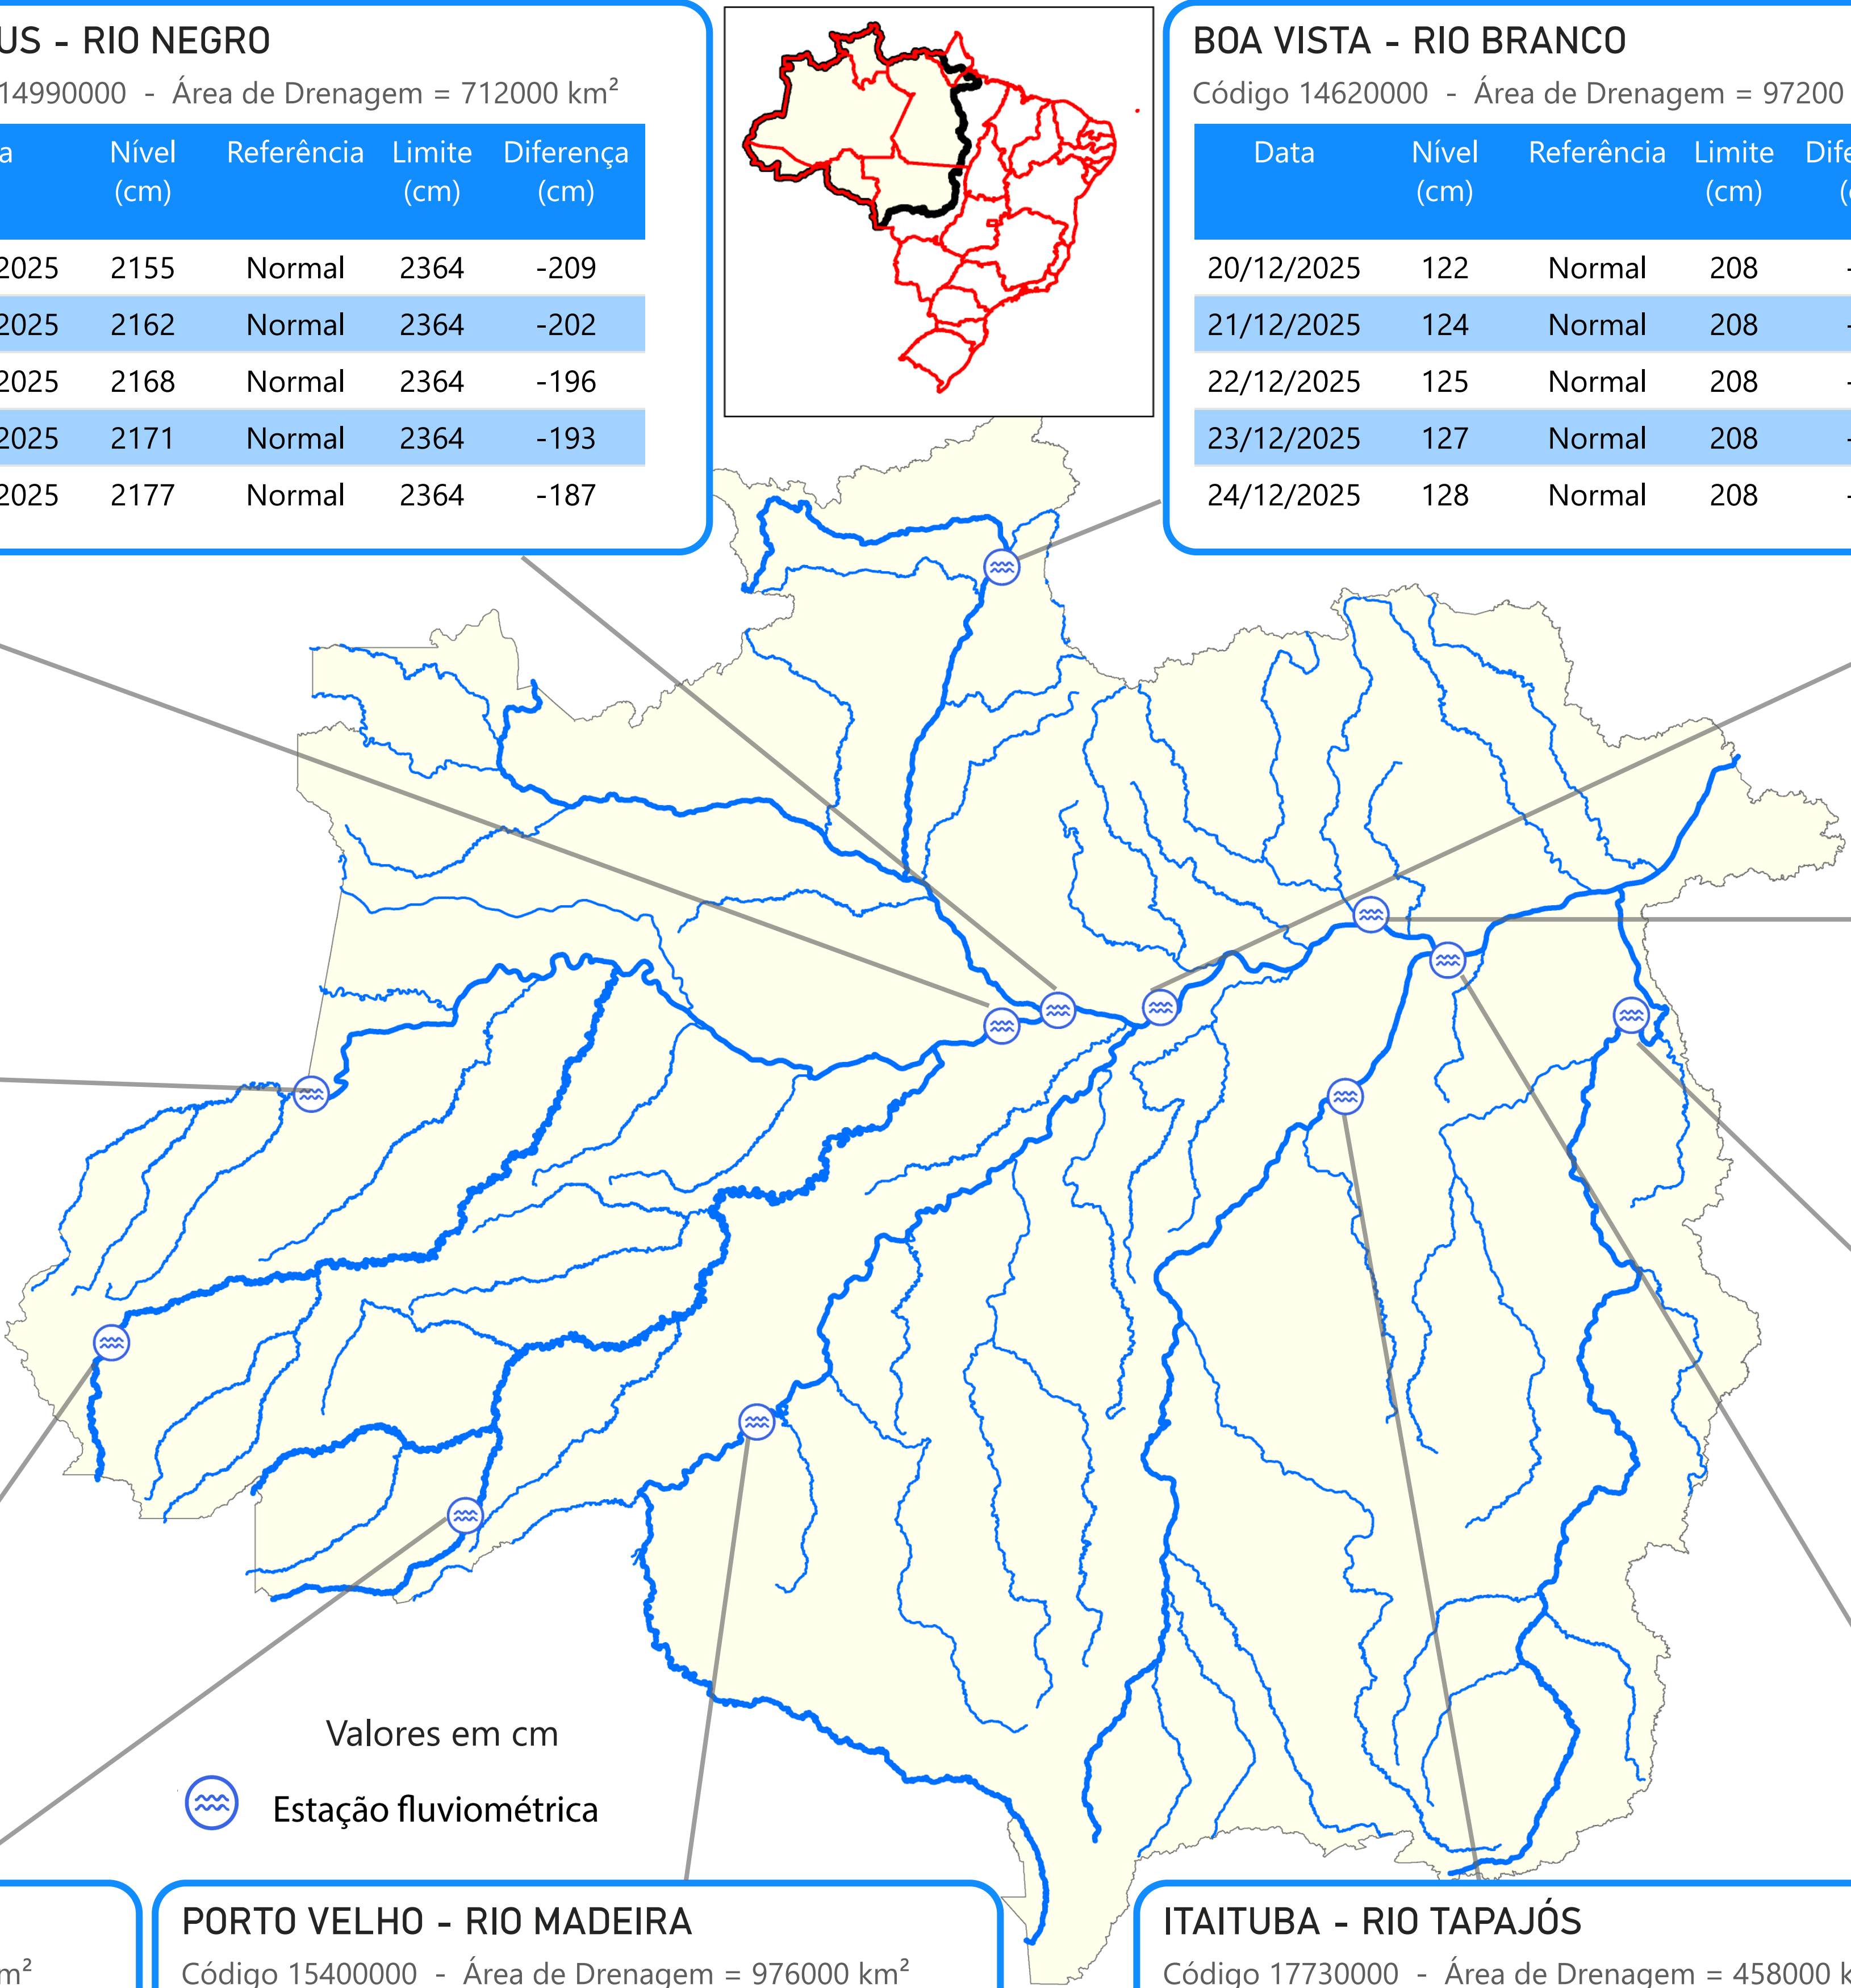 US - RIO NEGRO
14990000 - Área de Drenagem = 712000 km²
a Nível (cm) Referência Limite (cm) Diferença (cm)
2025 2155 Normal 2364 -209
2025 2162 Normal 2364 -202
2025 2168 Normal 2364 -196
2025 2171 Normal 2364 -193
2025 2177 Normal 2364 -187
BOA VISTA - RIO BRANCO
Código 14620000 - Área de Drenagem = 97200
Data Nível (cm) Referência Limite (cm)
20/12/2025 122 Normal 208 -
21/12/2025 124 Normal 208 -
22/12/2025 125 Normal 208 -
23/12/2025 127 Normal 208 -
24/12/2025 128 Normal 208 -
Valores em cm
Estação fluviométrica
m²
PORTO VELHO - RIO MADEIRA
Código 15400000 - Área de Drenagem = 976000 km²
ITAITUBA - RIO TAPAJÓS
Código 17730000 - Área de Drenagem = 458000 k